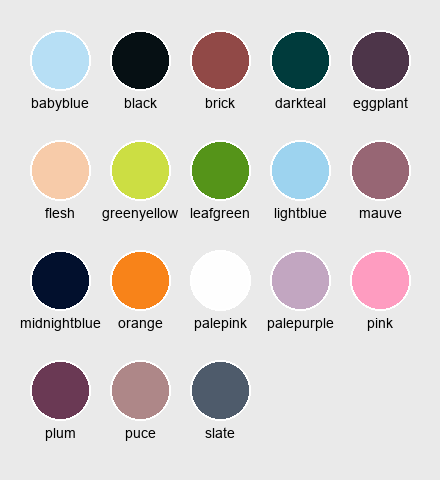 babyblue black brick darkteal eggplant
flesh greenyellow leafgreen lightblue mauve
midnightblue orange palepink palepurple pink
plum puce slate